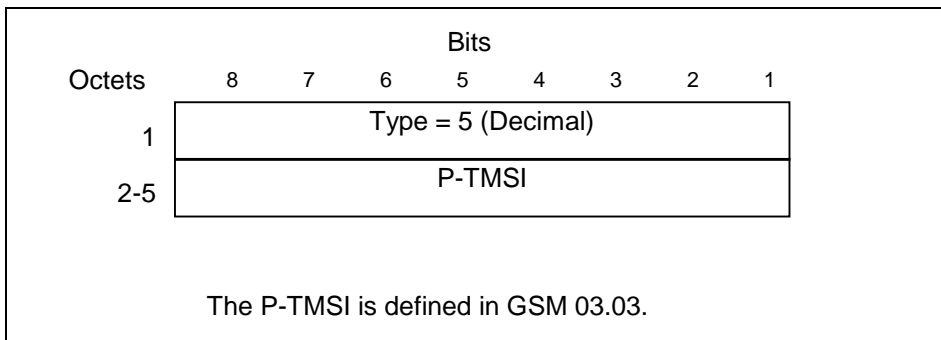 Bits
Octets 8 7 6 5 4 3 2 1
1 Type = 5 (Decimal)
2-5 P-TMSI
The P-TMSI is defined in GSM 03.03.